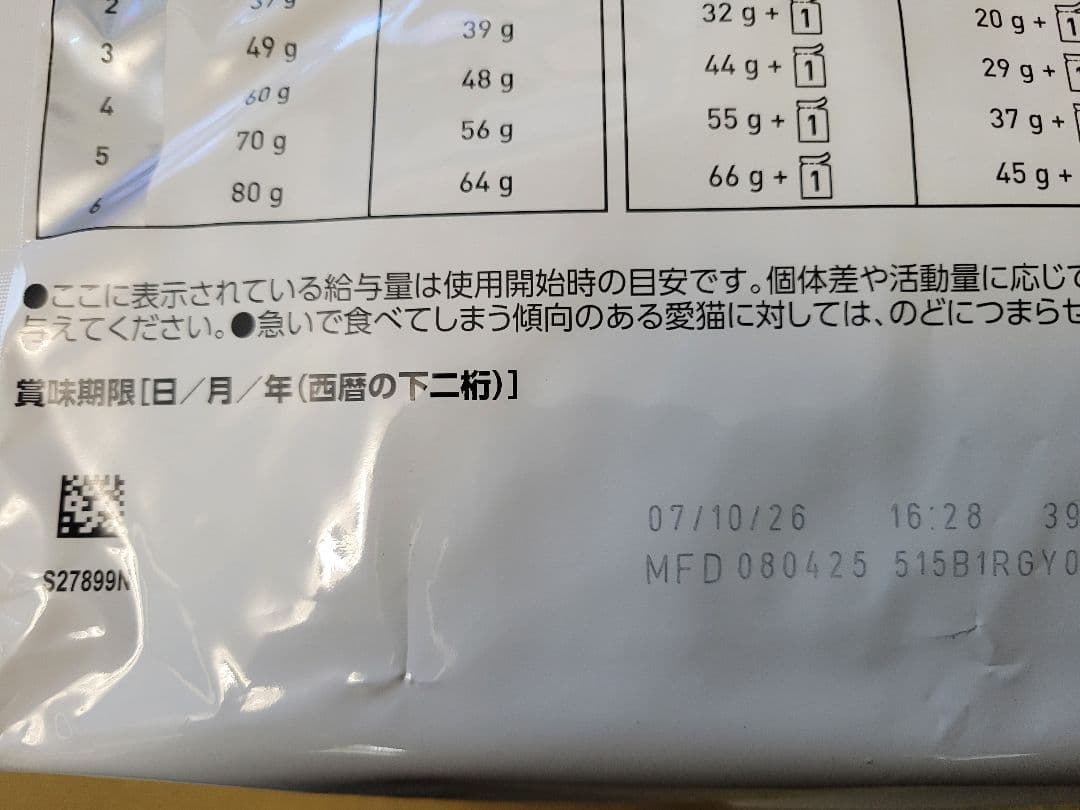 2 37 g 32 g + 1 20 g + 1
3 49 g 39 g 44 g + 1 29 g +
4 60 g 48 g 55 g + 1 37 g +
5 70 g 56 g 66 g + 1 45 g +
6 80 g 64 g
●ここに表示されている給与量は使用開始時の目安です。個体差や活動量に応じて
与えてください。●急いで食べてしまう傾向のある愛猫に対しては、のどにつまらせ
賞味期限[日/月/年(西暦の下二桁)]
07/10/26 16:28 39
MFD 080425 515B1RGY0
S27899N